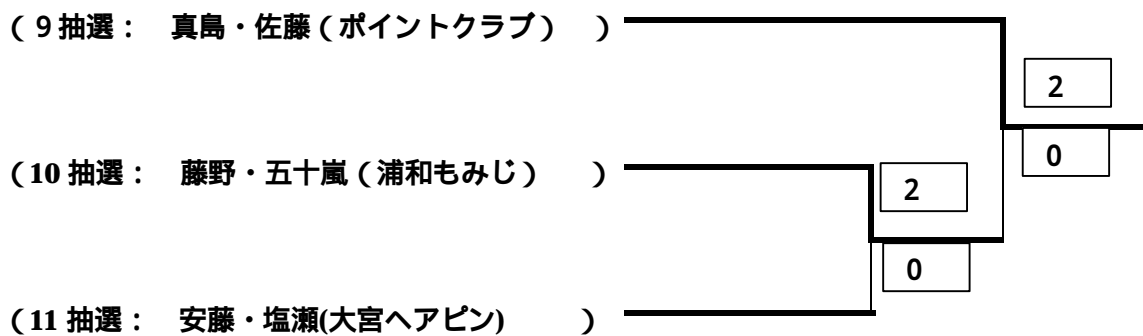 （９抽選：　真島・佐藤（ポイントクラブ）　）
2
0
（10 抽選：　藤野・五十嵐（浦和もみじ）　）
2
0
（11 抽選：　安藤・塩瀬(大宮ヘアピン)　）